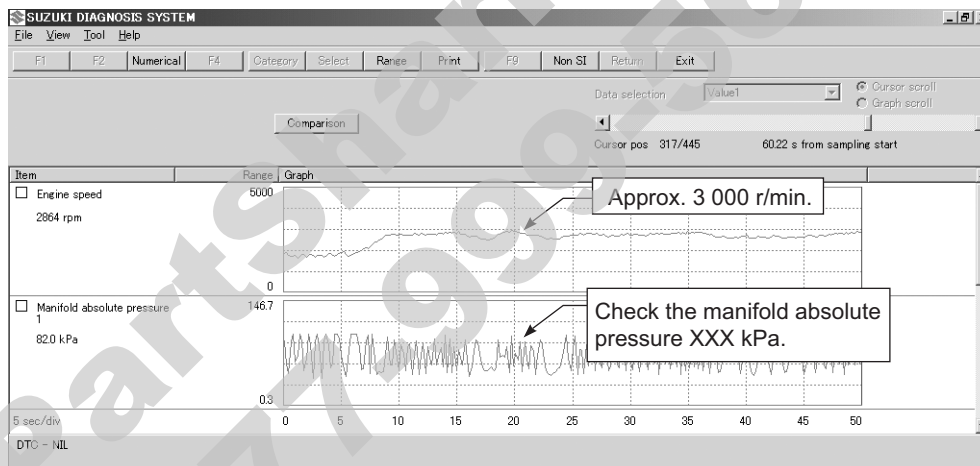 SUZUKI DIAGNOSIS SYSTEM
File View Tool Help
F1 F2 Numerical F4 Category Select Range Print F9 Non SI Return Exit
Data selection Value1 Cursor scroll
Graph scroll
Comparison
Cursor pos 317/445 60.22 s from sampling start
Item Range Graph
Engine speed 5000
2864 rpm
Approx. 3 000 r/min.
0
Manifold absolute pressure 146.7
1
82.0 kPa
Check the manifold absolute
pressure XXX kPa.
0.3
5 sec/div 0 5 10 15 20 25 30 35 40 45 50
DTC - NIL